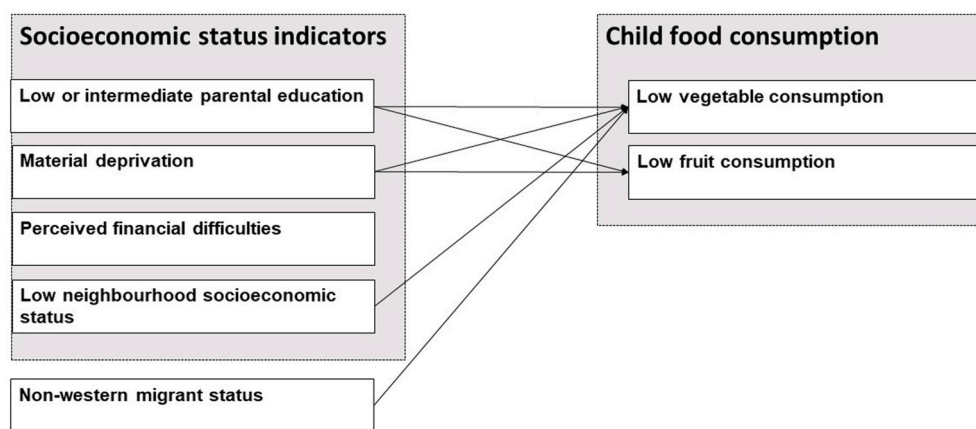 Socioeconomic status indicators
Low or intermediate parental education
Material deprivation
Perceived financial difficulties
Low neighbourhood socioeconomic
status
Non-western migrant status
Child food consumption
Low vegetable consumption
Low fruit consumption